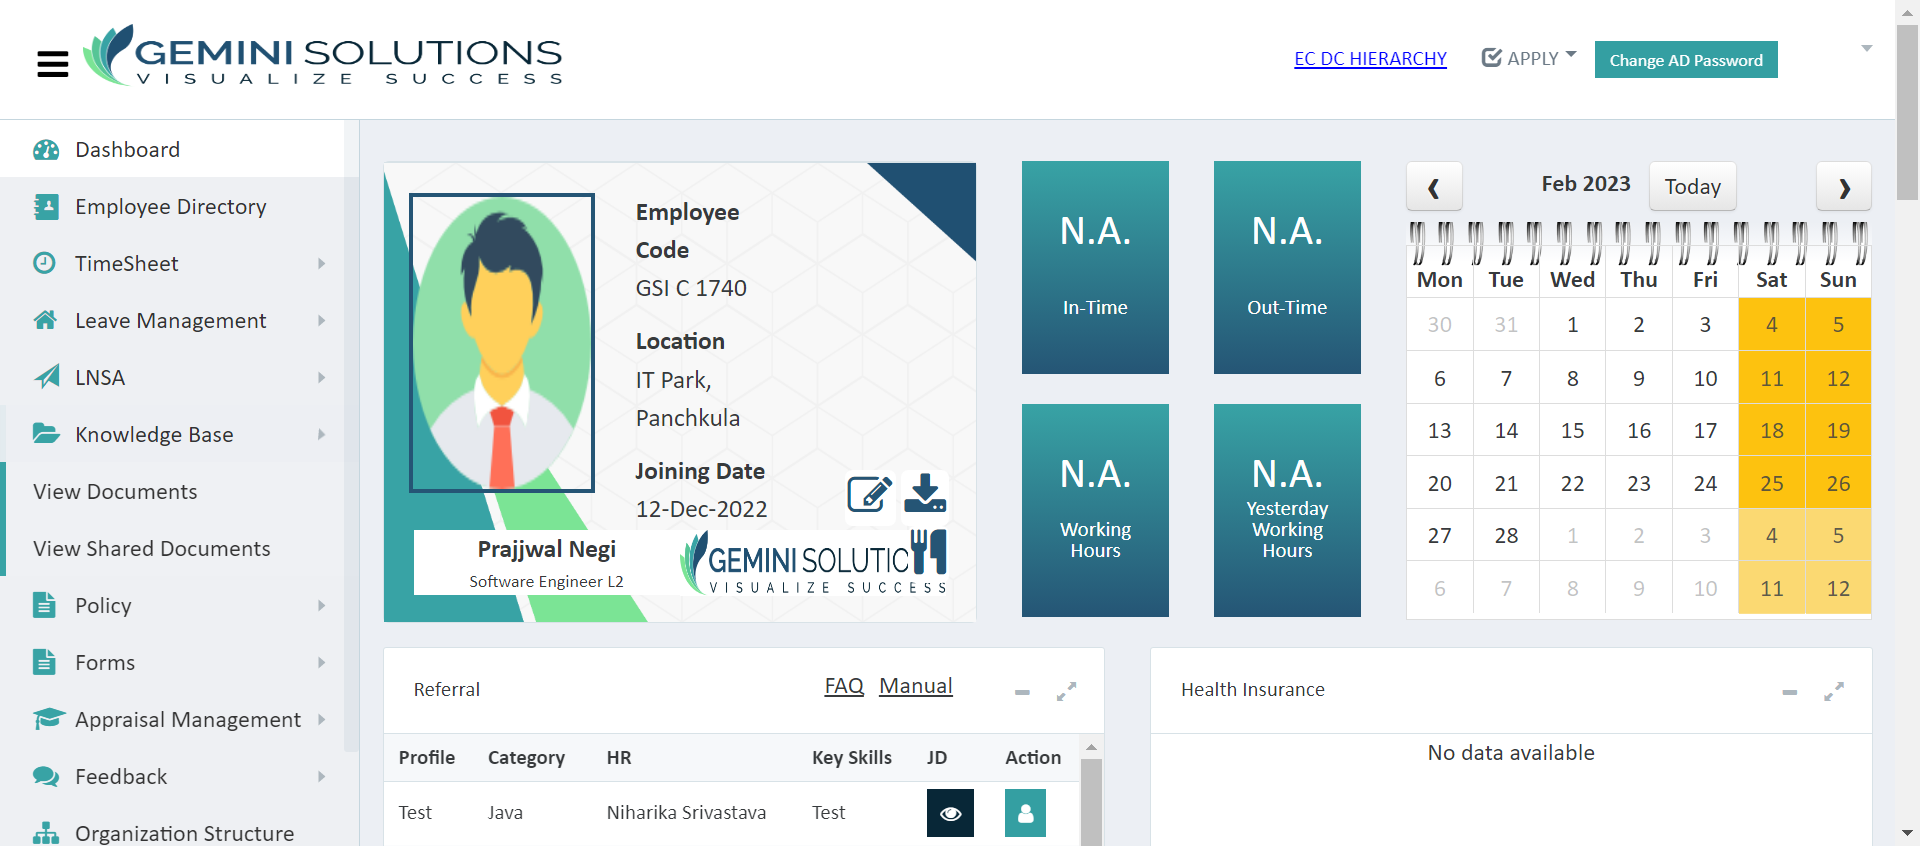 GEMINI SOLUTIONS
VISUALIZE SUCCESS
EC DC HIERARCHY
APPLY
Change AD Password
Dashboard
Employee Directory
TimeSheet
Leave Management
LNSA
Knowledge Base
View Documents
View Shared Documents
Policy
Forms
Appraisal Management
Feedback
Organization Structure
Employee
Code
GSI C 1740
Location
IT Park,
Panchkula
Joining Date
12-Dec-2022
Prajjwal Negi
Software Engineer L2
GEMINI SOLUTIC
VISUALIZE SUCCESS
N.A.
In-Time
N.A.
Out-Time
N.A.
Working
Hours
N.A.
Yesterday
Working
Hours
Feb 2023
Today
Mon Tue Wed Thu Fri Sat Sun
30 31 1 2 3 4 5
6 7 8 9 10 11 12
13 14 15 16 17 18 19
20 21 22 23 24 25 26
27 28 1 2 3 4 5
6 7 8 9 10 11 12
Referral
FAQ Manual
Profile Category HR Key Skills JD Action
Test Java Niharika Srivastava Test
Health Insurance
No data available